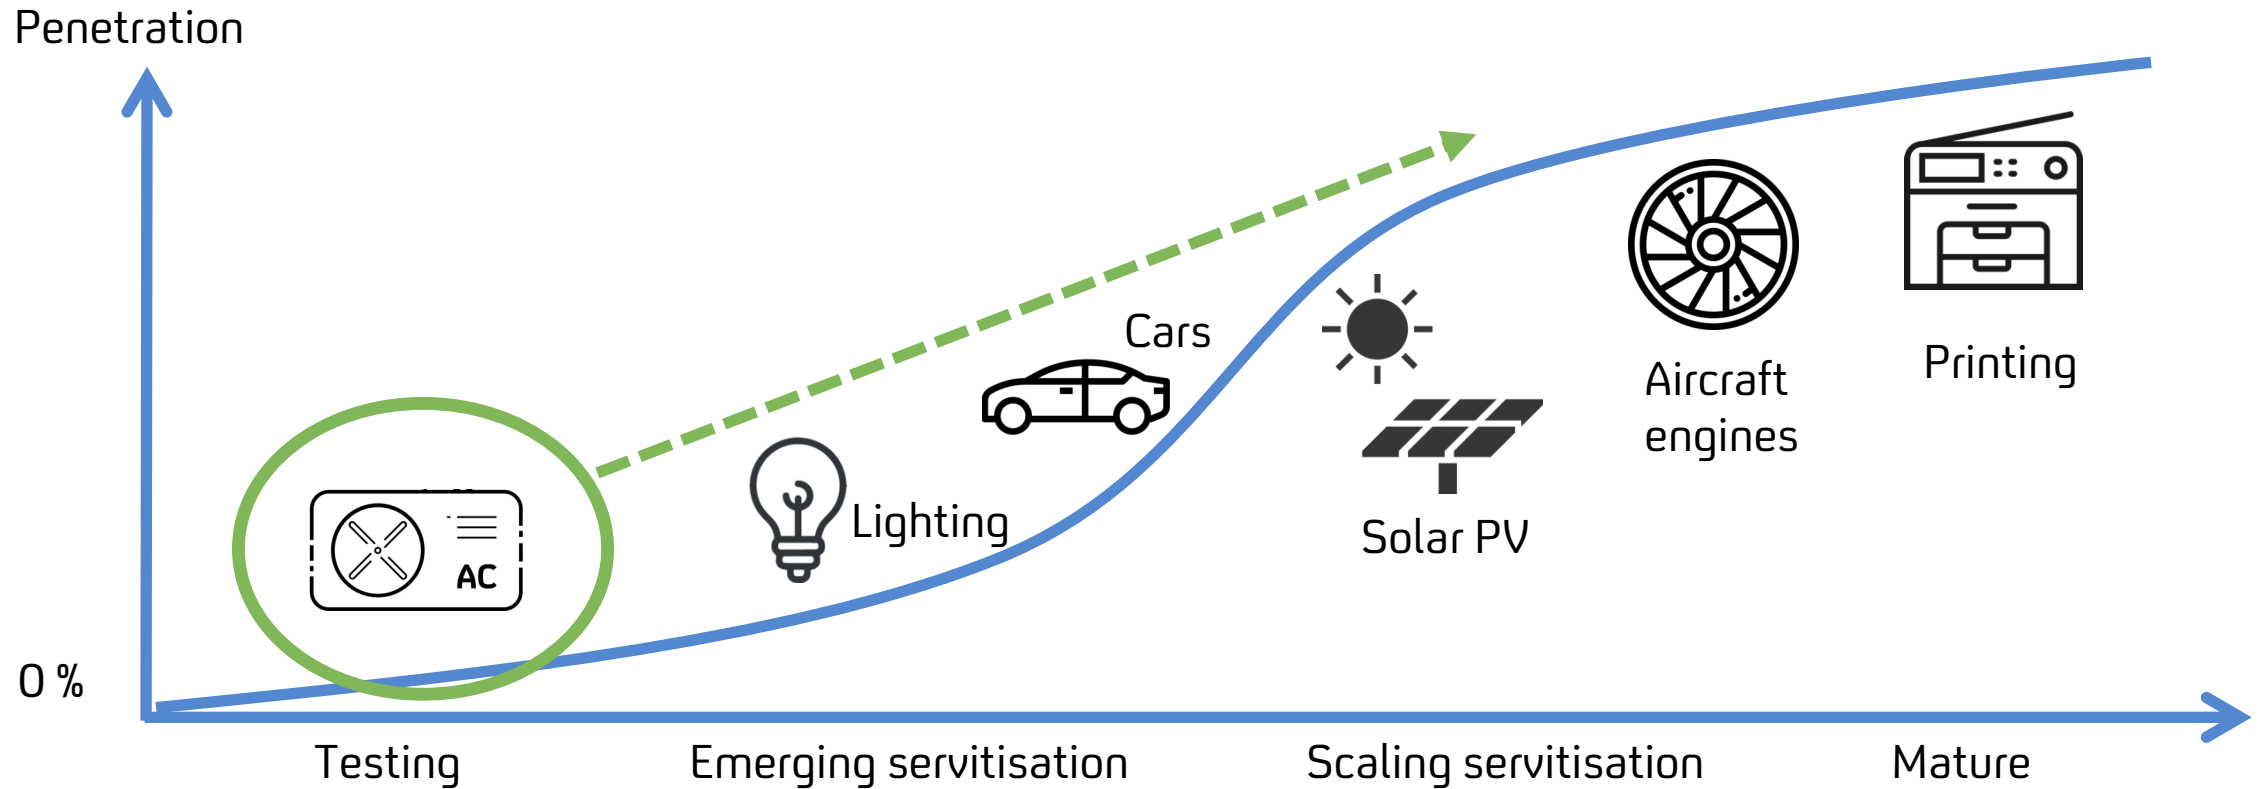 Penetration
Cars
Printing
Aircraft
engines
Lighting
Solar PV
AC
0 %
Testing
Emerging servitisation
Scaling servitisation
Mature